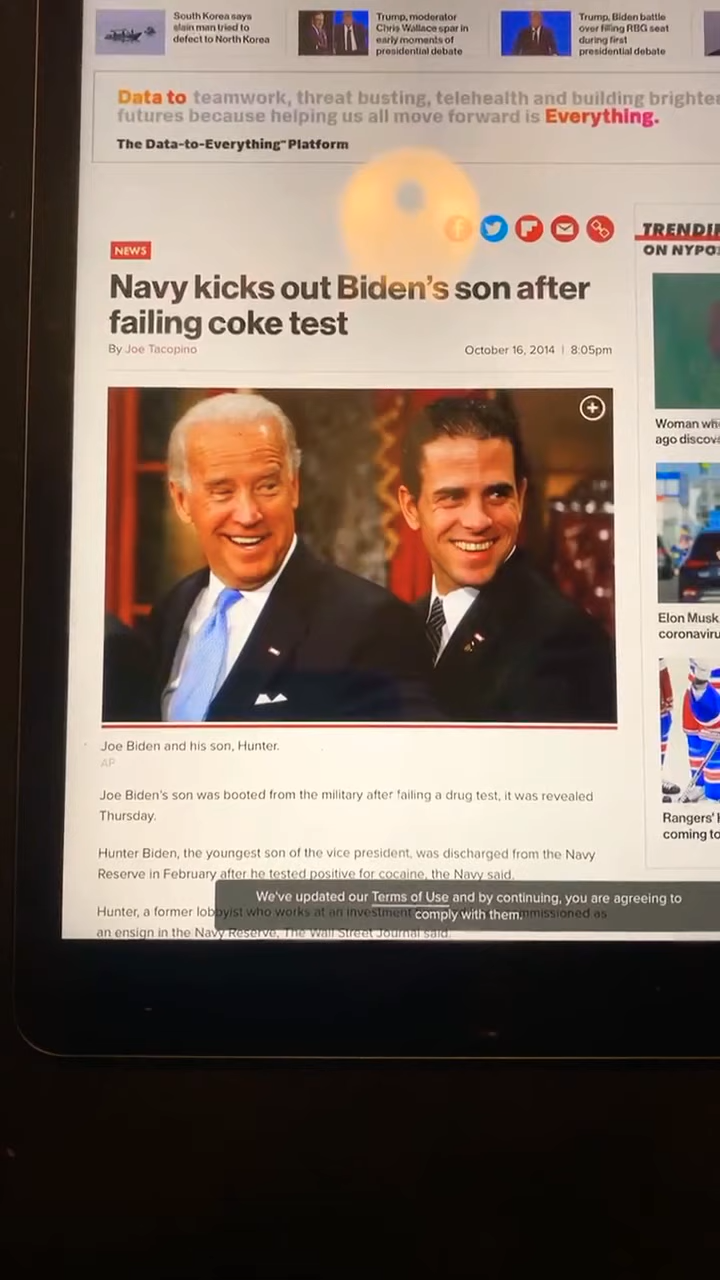 South Korea says
slain man tried to
defect to North Korea
Trump, moderator
Chris Wallace spar in
early moments of
presidential debate
Trump, Biden battle
over filling RBG seat
during first
presidential debate
Data to teamwork, threat busting, telehealth and building brighter
futures because helping us all move forward is Everything.
The Data-to-Everything™ Platform
NEWS
Navy kicks out Biden's son after
failing coke test
By Joe Tacopino
October 16, 2014 | 8:05pm
Joe Biden and his son, Hunter.
AP
Joe Biden's son was booted from the military after failing a drug test, it was revealed
Thursday.
Hunter Biden, the youngest son of the vice president, was discharged from the Navy
Reserve in February after he tested positive for cocaine, the Navy said.
Hunter, a former lobbyist who works at an investment
an ensign in the Navy Reserve, The Wall Street Journal said.
We've updated our Terms of Use and by continuing, you are agreeing to
comply with them.
TRENDIN
ON NYPO
Woman wh
ago discov
Elon Musk
coronaviru
Rangers'
coming to